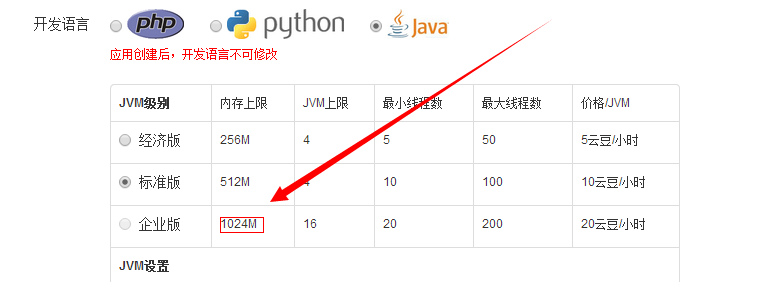 开发语言 php python Java
应用创建后，开发语言不可修改
JVM级别 内存上限 JVM上限 最小线程数 最大线程数 价格/JVM
经济版 256M 4 5 50 5云豆/小时
标准版 512M 4 10 100 10云豆/小时
企业版 1024M 16 20 200 20云豆/小时
JVM设置